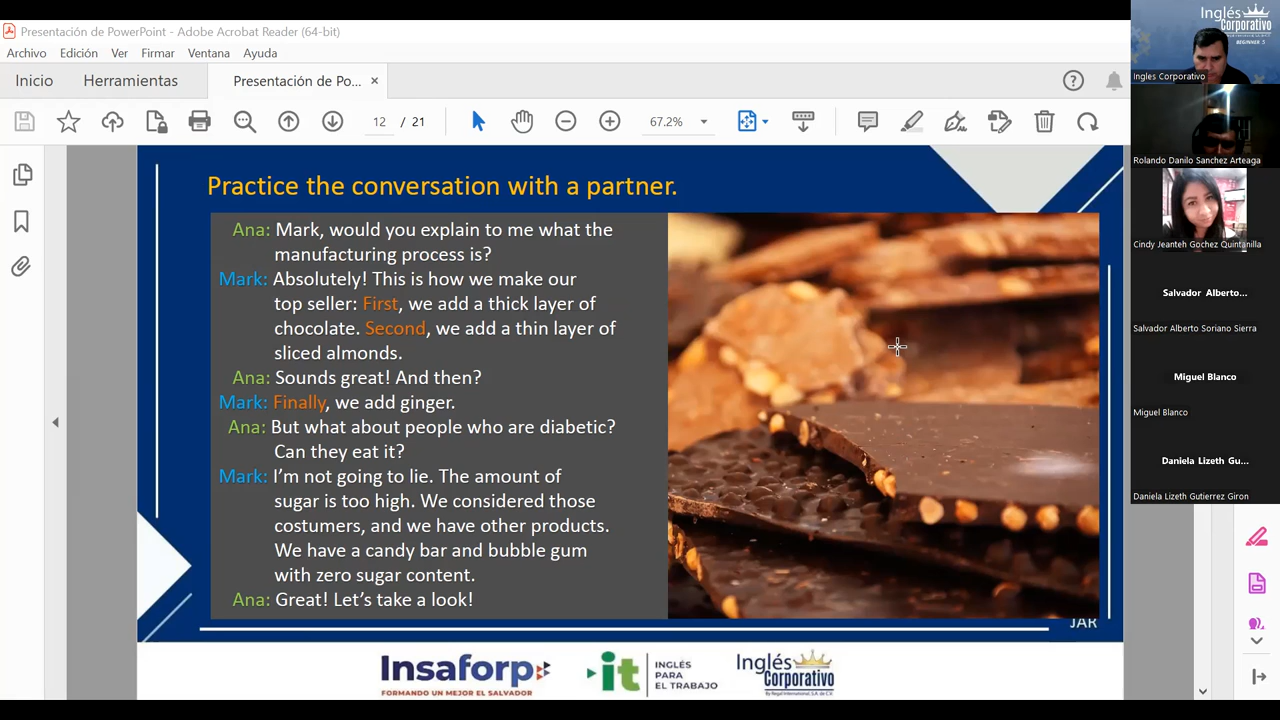 Presentación de PowerPoint - Adobe Acrobat Reader (64-bit)
Archivo Edición Ver Firmar Ventana Ayuda
Inicio Herramientas Presentación de Po... ×
12 / 21 67.2%
Practice the conversation with a partner.
Ana: Mark, would you explain to me what the
manufacturing process is?
Mark: Absolutely! This is how we make our
top seller: First, we add a thick layer of
chocolate. Second, we add a thin layer of
sliced almonds.
Ana: Sounds great! And then?
Mark: Finally, we add ginger.
Ana: But what about people who are diabetic?
Can they eat it?
Mark: I'm not going to lie. The amount of
sugar is too high. We considered those
costumers, and we have other products.
We have a candy bar and bubble gum
with zero sugar content.
Ana: Great! Let's take a look!
JAR
Insaforp
FORMANDO UN MEJOR EL SALVADOR
it INGLÉS
PARA
EL TRABAJO
Inglés
Corporativo
By Regal International, S.A. de C.V.
Inglés
Corporativo
BEGINNER 5
Ingles Corporativo
Rolando Danilo Sanchez Arteaga
Cindy Jeanteh Gochez Quintanilla
Salvador Alberto...
Salvador Alberto Soriano Sierra
Miguel Blanco
Miguel Blanco
Daniela Lizeth Gu...
Daniela Lizeth Gutierrez Giron